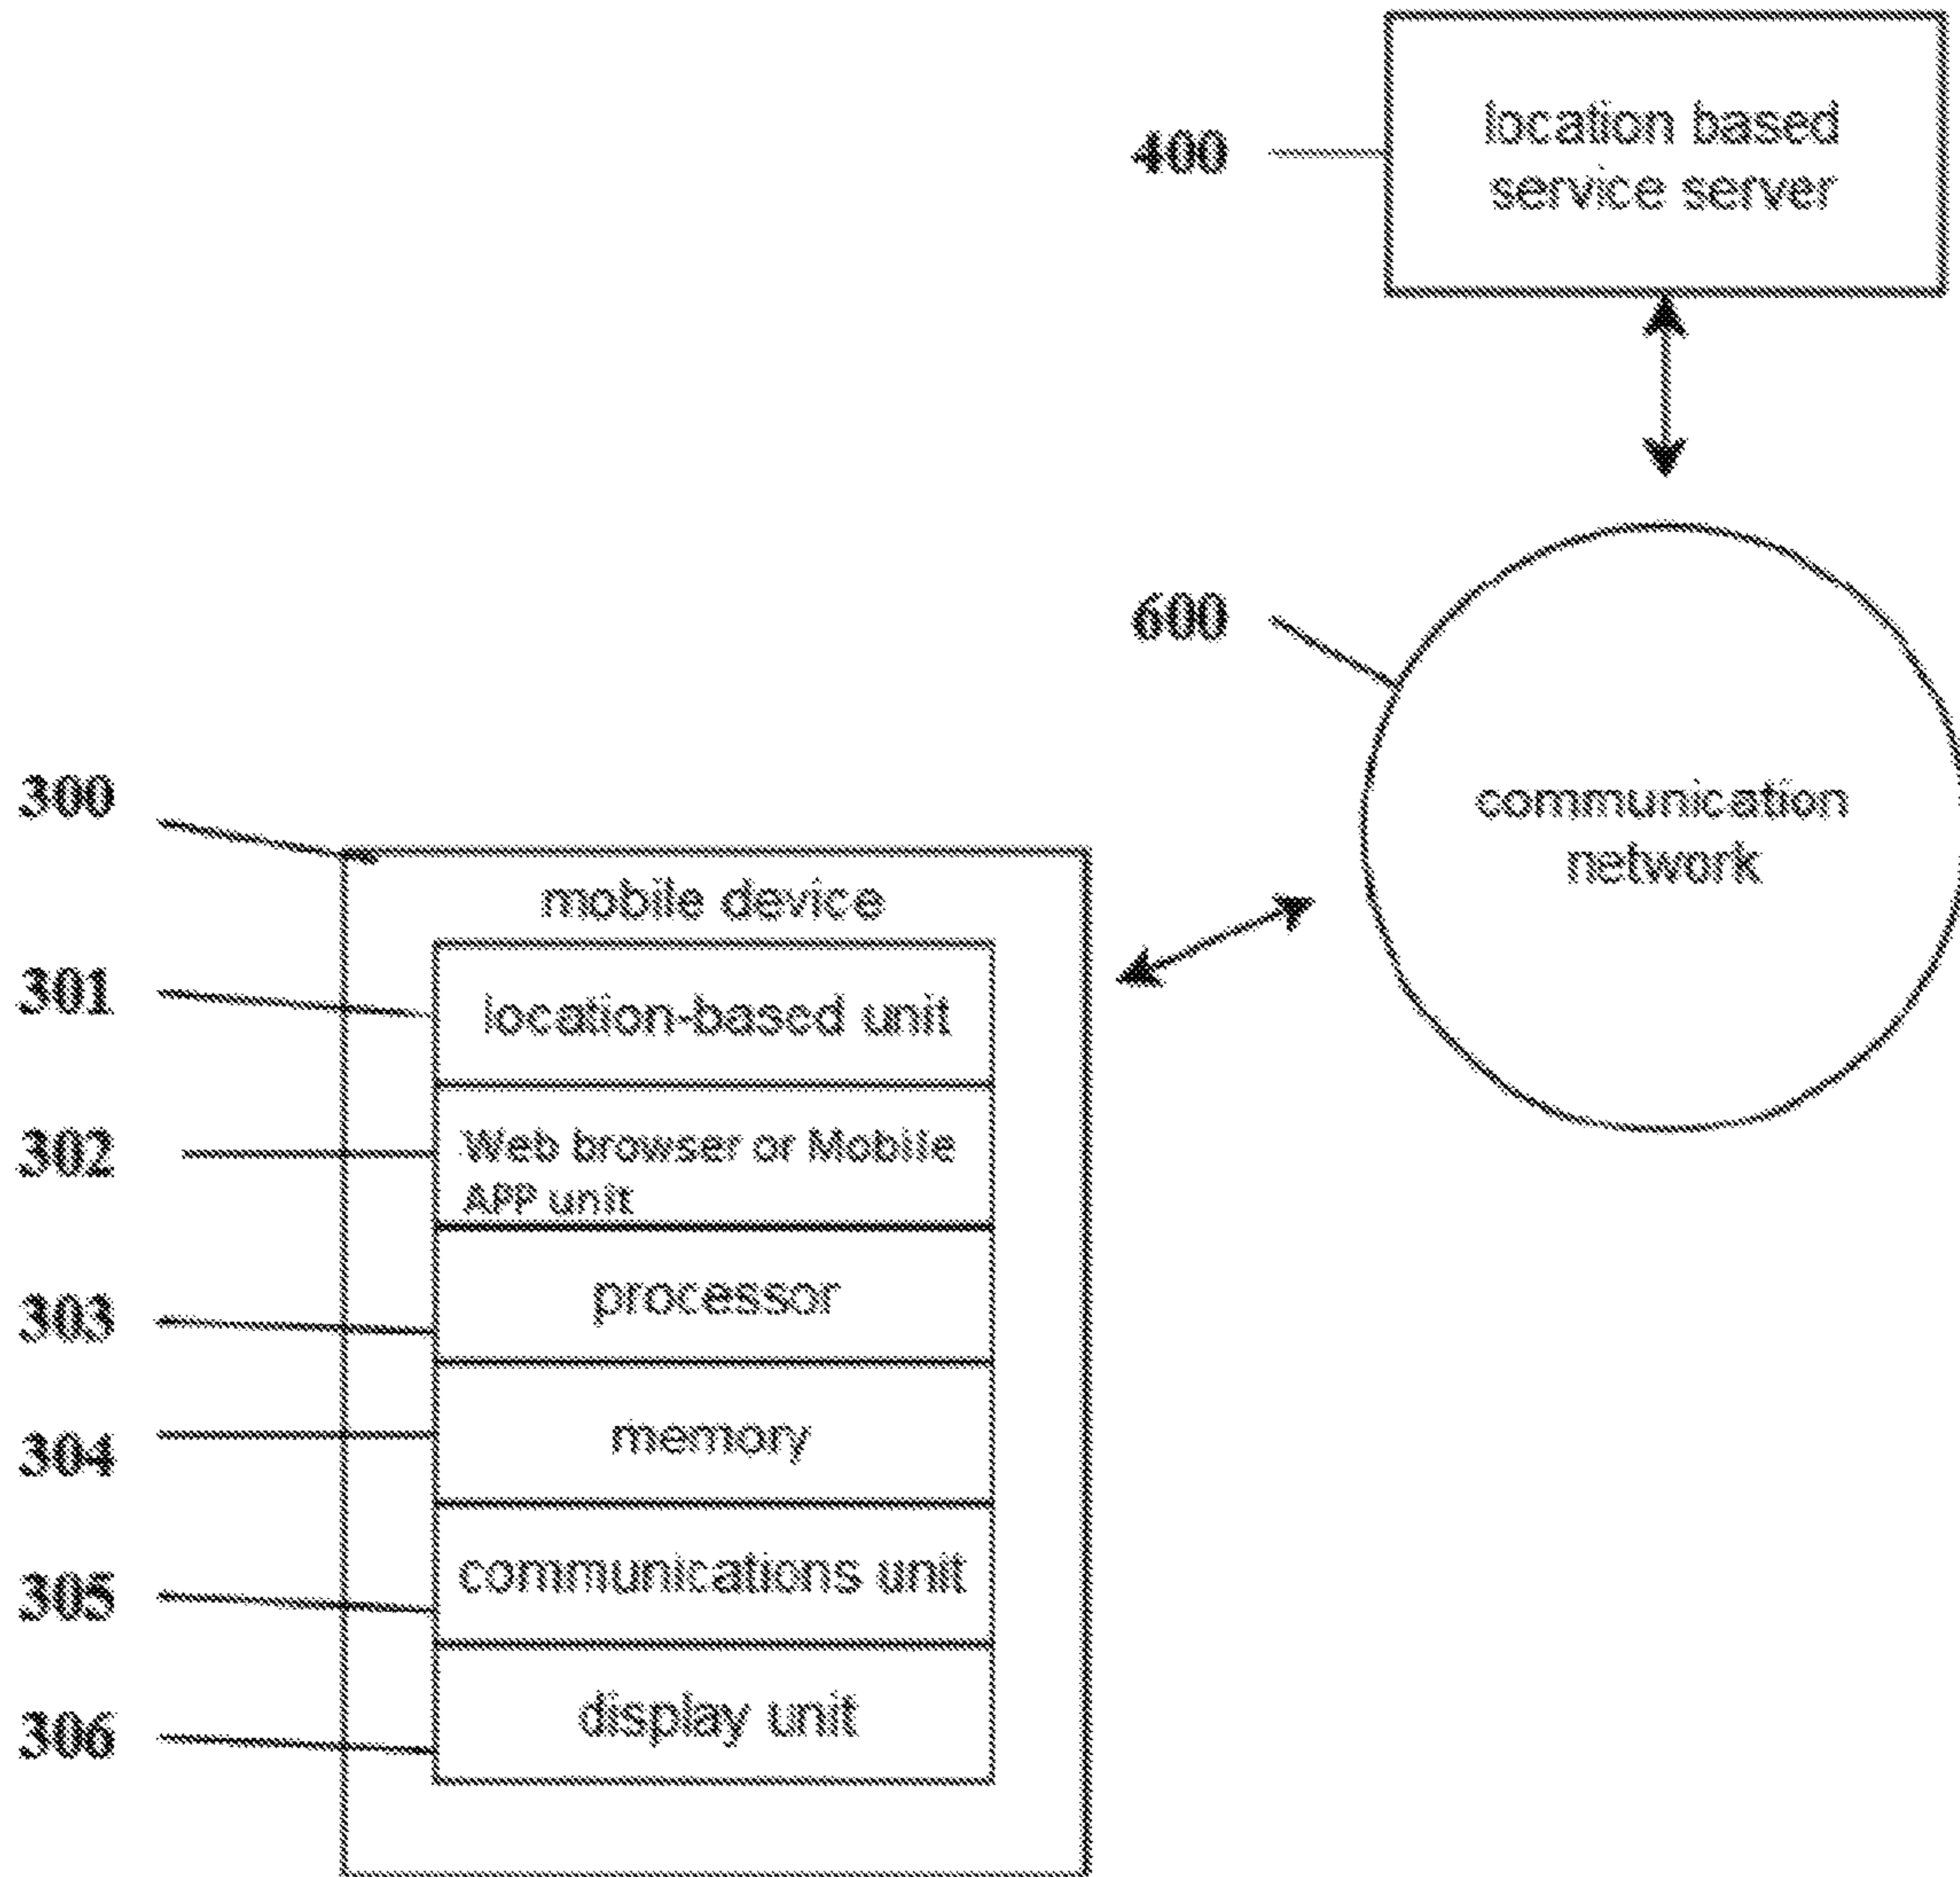 400
location based
service server
600
communication
network
300
mobile device
301
location-based unit
302
Web browser or Mobile
APP unit
303
processor
304
memory
305
communications unit
306
display unit